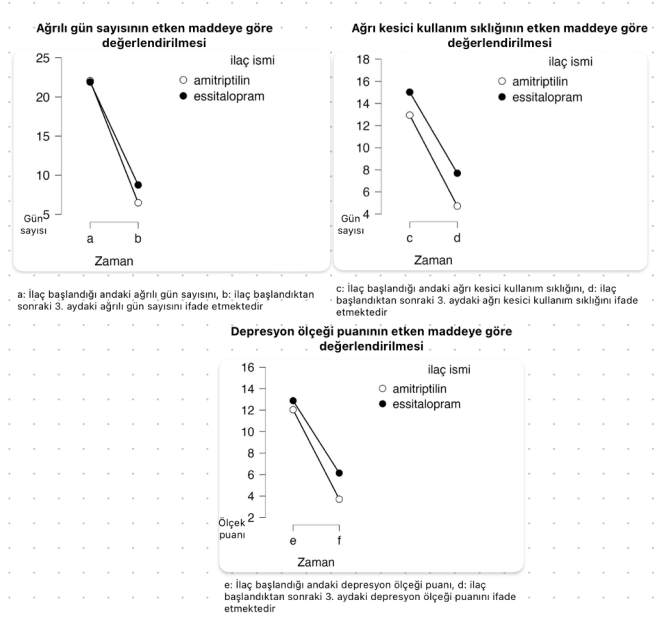 Ağrılı gün sayısının etken maddeye göre
değerlendirilmesi
25
20
15
10
5
Gün
sayısı
ilaç ismi
amitriptilin
essitalopram
a
b
Zaman
a: İlaç başlandığı andaki ağrılı gün sayısını, b: ilaç başlandıktan
sonraki 3. aydaki ağrılı gün sayısını ifade etmektedir
Ağrı kesici kullanım sıklığının etken maddeye göre
değerlendirilmesi
18
16
14
12
10
8
6
4
Gün
sayısı
ilaç ismi
amitriptilin
essitalopram
c
d
Zaman
c: İlaç başlandığı andaki ağrı kesici kullanım sıklığını, d: ilaç
başlandıktan sonraki 3. aydaki ağrı kesici kullanım sıklığını ifade
etmektedir
Depresyon ölçeği puanının etken maddeye göre
değerlendirilmesi
16
14
12
10
8
6
4
2
Ölçek
puanı
ilaç ismi
amitriptilin
essitalopram
e
f
Zaman
e: İlaç başlandığı andaki depresyon ölçeği puanı, d: ilaç
başlandıktan sonraki 3. aydaki depresyon ölçeği puanını ifade
etmektedir